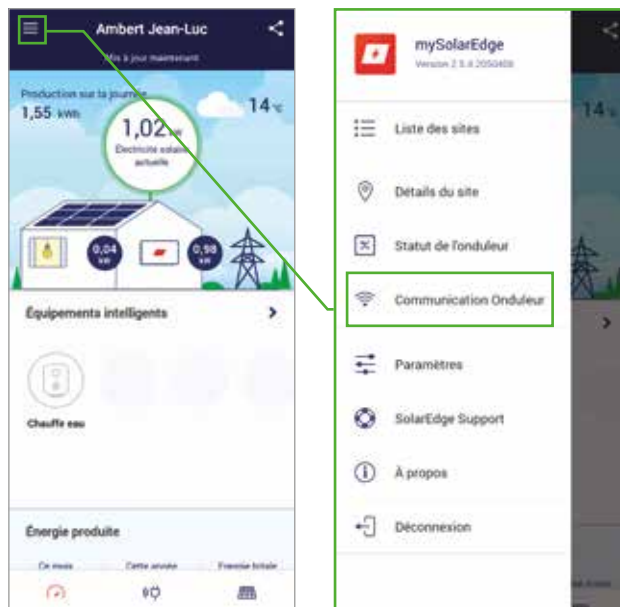 Ambert Jean-Luc
Mis à jour maintenant
Production sur la journée
1,55 kWh
14 °C
1,02 kW
Électricité solaire
actuelle
0,04
kW
0,98
kW
Équipements intelligents
Chauffe eau
Énergie produite
Ce mois
Cette année
Énergie totale
mySolarEdge
14 °
Liste des sites
Détails du site
Statut de l'onduleur
Communication Onduleur
Paramètres
SolarEdge Support
À propos
Déconnexion